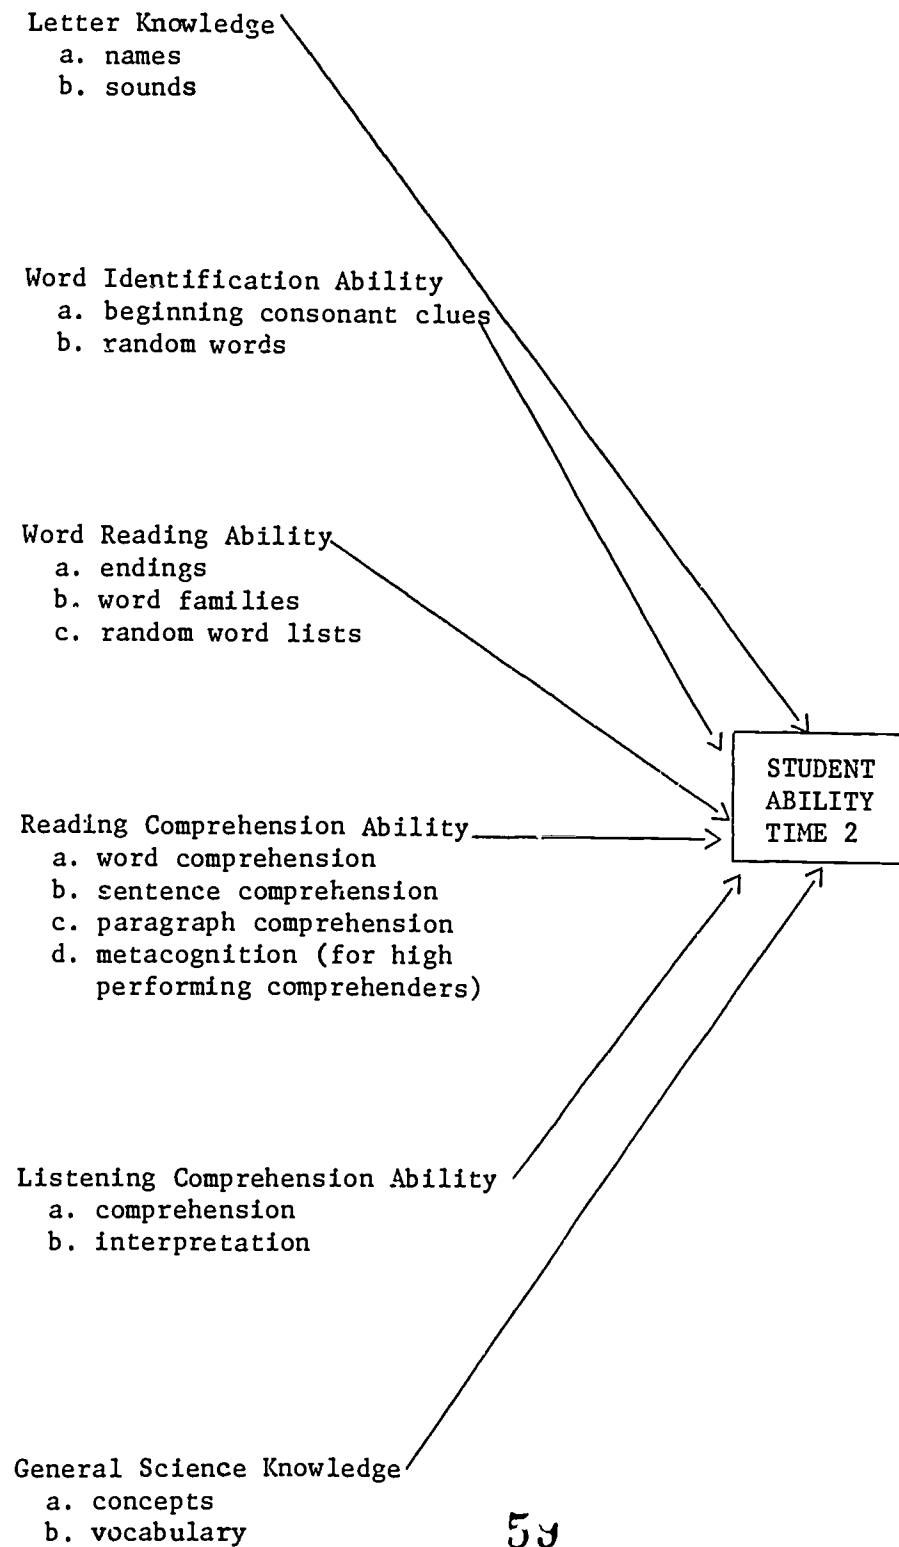 Letter Knowledge
a. names
b. sounds
Word Identification Ability
a. beginning consonant clues
b. random words
Word Reading Ability
a. endings
b. word families
c. random word lists
STUDENT
ABILITY
TIME 2
Reading Comprehension Ability
a. word comprehension
b. sentence comprehension
c. paragraph comprehension
d. metacognition (for high
performing comprehenders)
Listening Comprehension Ability
a. comprehension
b. interpretation
General Science Knowledge
a. concepts
b. vocabulary